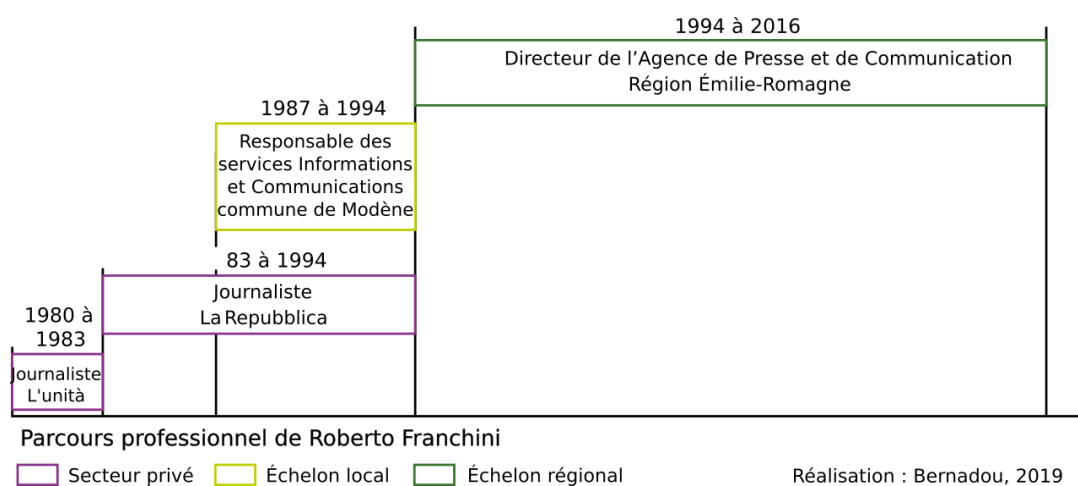 1994 à 2016
Directeur de l’Agence de Presse et de Communication
Région Émilie-Romagne
1987 à 1994
Responsable des
services Informations
et Communications
commune de Modène
83 à 1994
Journaliste
La Repubblica
1980 à
1983
Journaliste
L'unità
Parcours professionnel de Roberto Franchini
Secteur privé
Échelon local
Échelon régional
Réalisation : Bernadou, 2019